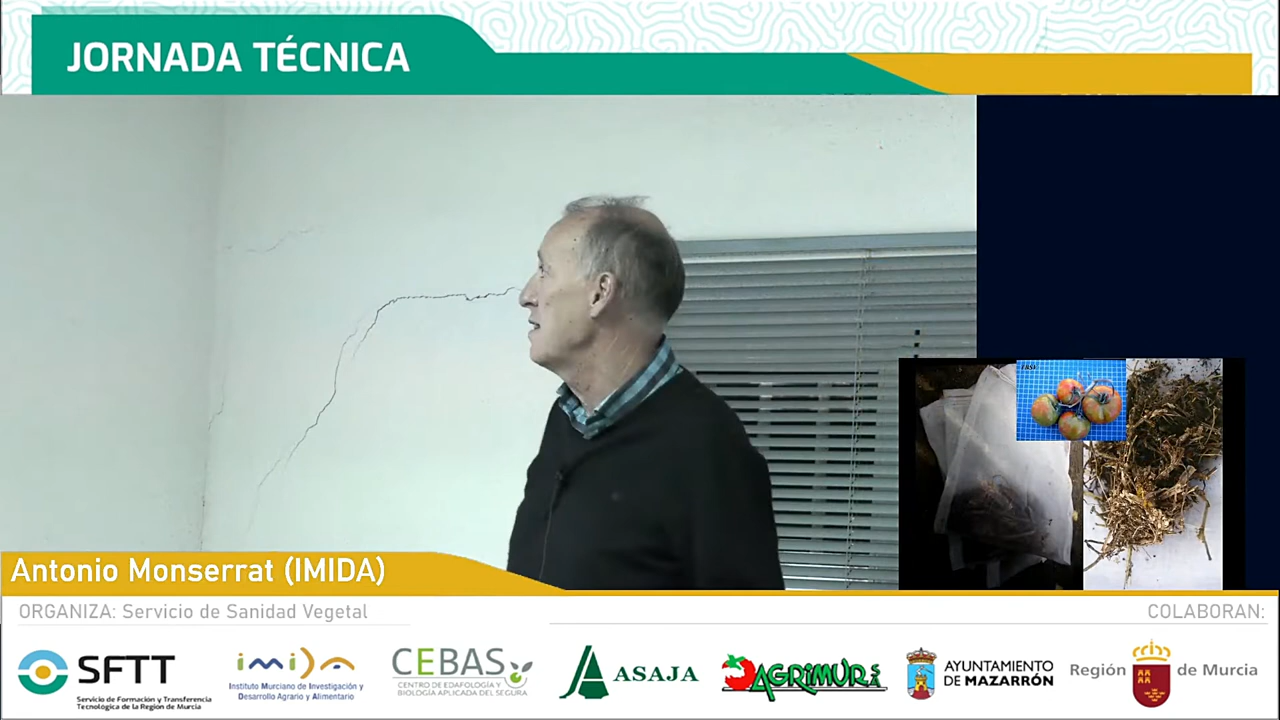 JORNADA TÉCNICA
Antonio Monserrat (IMIDA)
ORGANIZA: Servicio de Sanidad Vegetal
COLABORAN:
SFTT
Servicio de Formación y Transferencia
Tecnológica de la Región de Murcia
imida
Instituto Murciano de Investigación y
Desarrollo Agrario y Alimentario
CEBAS
CENTRO DE EDAFOLOGÍA Y
BIOLOGÍA APLICADA DEL SEGURA
ASAJA
AGRIMUR
AYUNTAMIENTO
DE MAZARRÓN
Región de Murcia